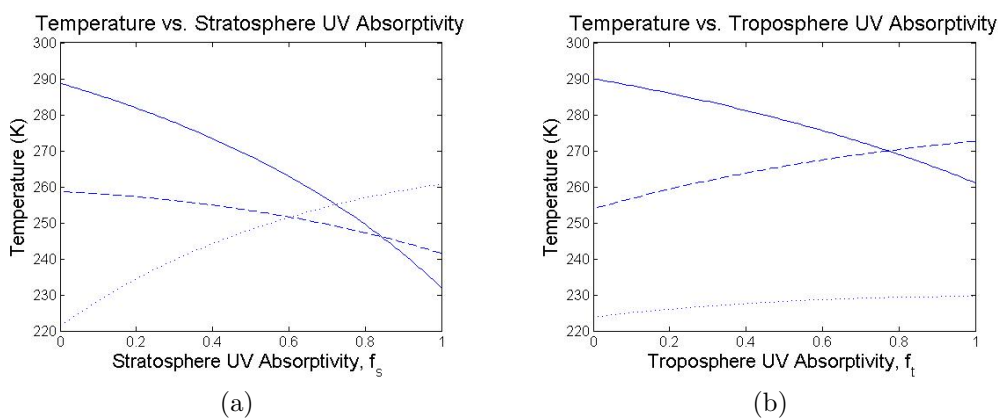 Temperature vs. Stratosphere UV Absorptivity
300
290
280
270
260
250
240
230
220
Temperature (K)
0 0.2 0.4 0.6 0.8 1
Stratosphere UV Absorptivity, f_s
(a)
Temperature vs. Troposphere UV Absorptivity
300
290
280
270
260
250
240
230
220
Temperature (K)
0 0.2 0.4 0.6 0.8 1
Troposphere UV Absorptivity, f_t
(b)